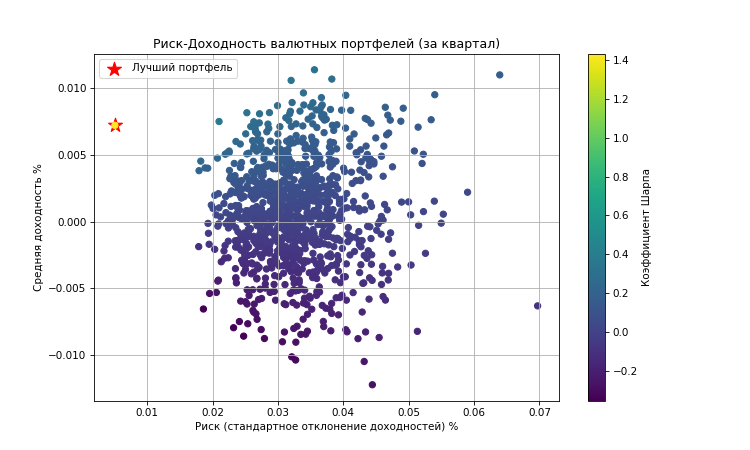 Риск-Доходность валютных портфелей (за квартал)
Лучший портфель
Средняя доходность %
0.010
0.005
0.000
−0.005
−0.010
0.01 0.02 0.03 0.04 0.05 0.06 0.07
Риск (стандартное отклонение доходностей) %
1.4
1.2
1.0
0.8
0.6
0.4
0.2
0.0
−0.2
Коэффициент Шарпа